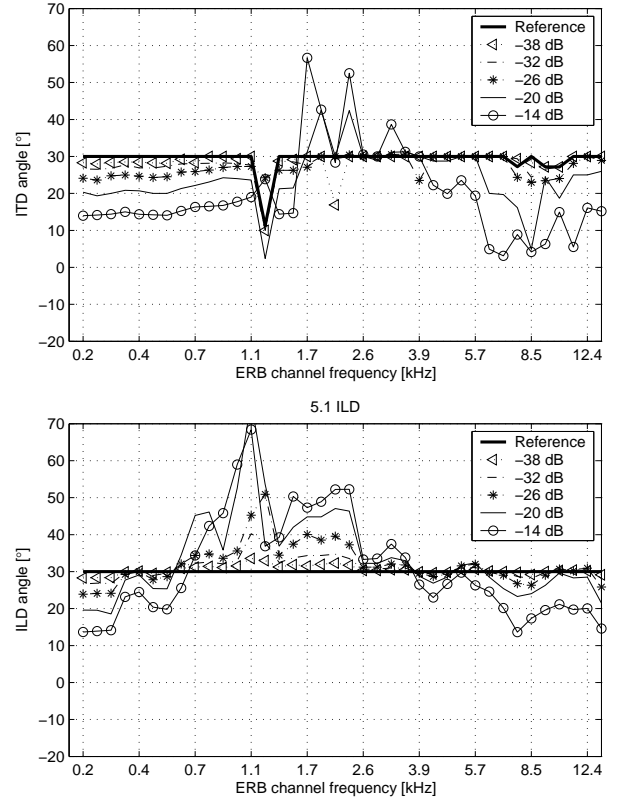 70
60
50
40
30
20
10
0
−10
−20
ITD angle [°]
Reference
−38 dB
−32 dB
−26 dB
−20 dB
−14 dB
0.2 0.4 0.7 1.1 1.7 2.6 3.9 5.7 8.5 12.4
ERB channel frequency [kHz]
5.1 ILD
70
60
50
40
30
20
10
0
−10
−20
ILD angle [°]
Reference
−38 dB
−32 dB
−26 dB
−20 dB
−14 dB
0.2 0.4 0.7 1.1 1.7 2.6 3.9 5.7 8.5 12.4
ERB channel frequency [kHz]